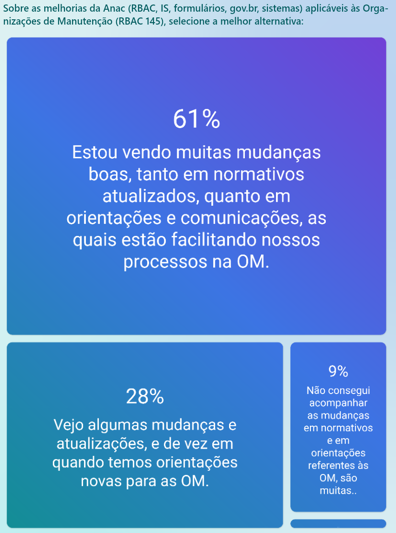 Sobre as melhorias da Anac (RBAC, IS, formulários, gov.br, sistemas) aplicáveis às Orga-
nizações de Manutenção (RBAC 145), selecione a melhor alternativa:
61%
Estou vendo muitas mudanças
boas, tanto em normativos
atualizados, quanto em
orientações e comunicações, as
quais estão facilitando nossos
processos na OM.
28%
Vejo algumas mudanças e
atualizações, e de vez em
quando temos orientações
novas para as OM.
9%
Não consegui
acompanhar
as mudanças
em normativos
e em
orientações
referentes às
OM, são
muitas..